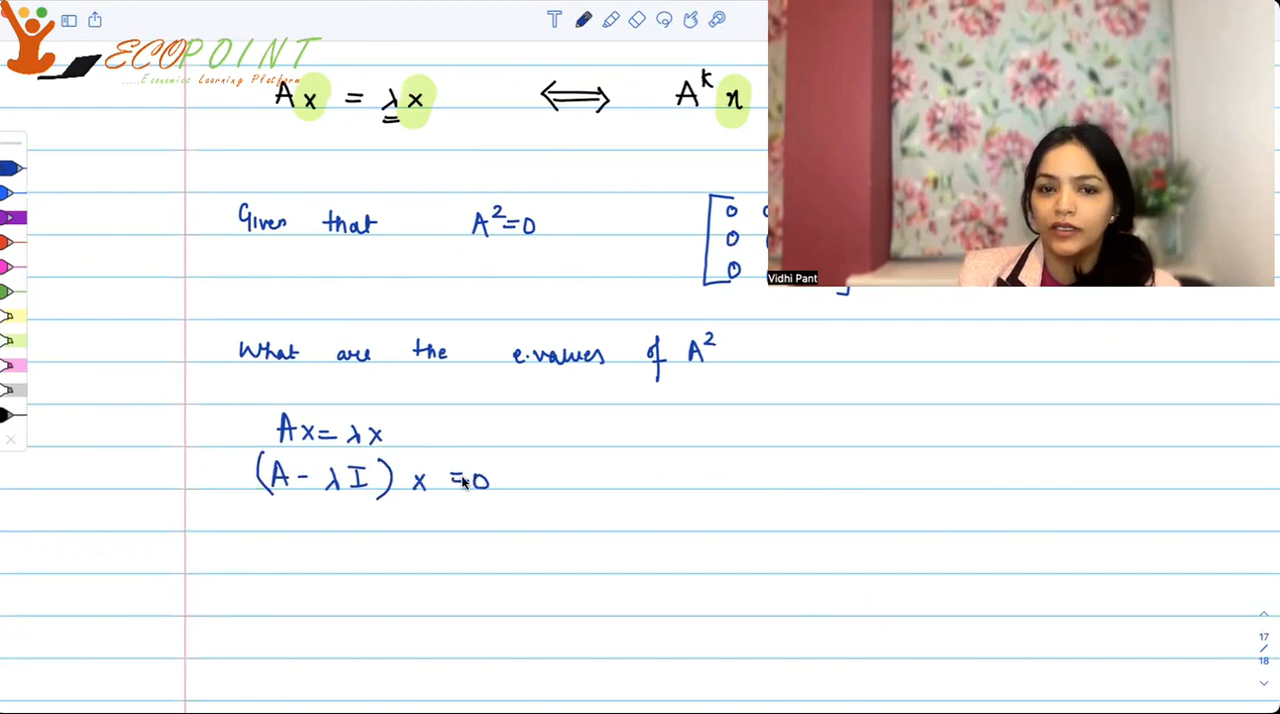 ECOPOINT
.....Economics Learning Platform
Ax = λx ⟺ Aᵏ x
Given that A²=0
0
0
0
Vidhi Pant
What are the e.values of A²
Ax=λx
(A - λI) x =0
17
/
18